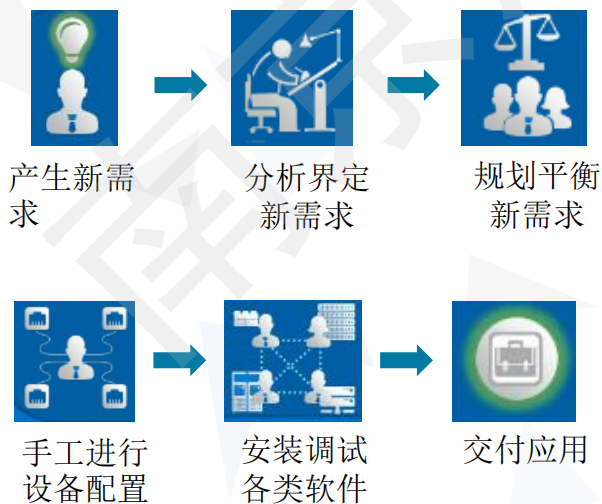 产生新需
求
分析界定
新需求
规划平衡
新需求
手工进行
设备配置
安装调试
各类软件
交付应用